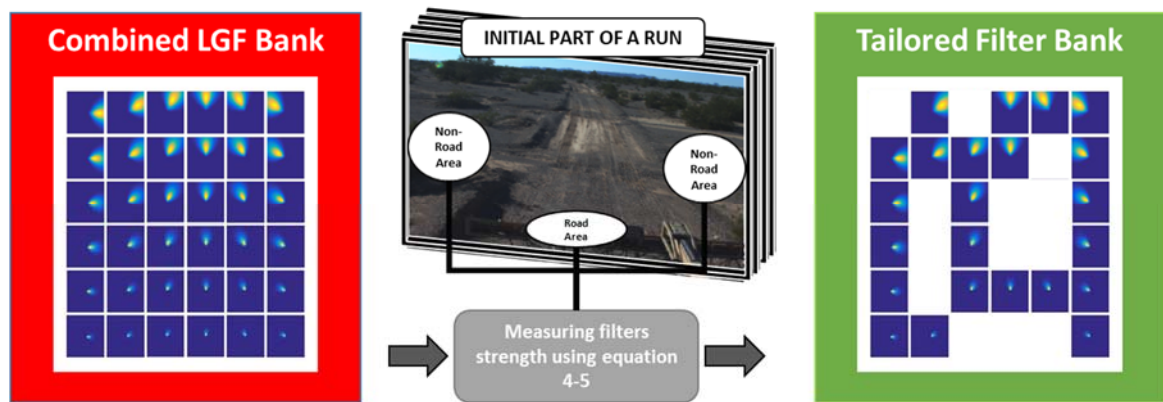 Combined LGF Bank
INITIAL PART OF A RUN
Non-
Road
Area
Non-
Road
Area
Road
Area
Measuring filters
strength using equation
4-5
Tailored Filter Bank